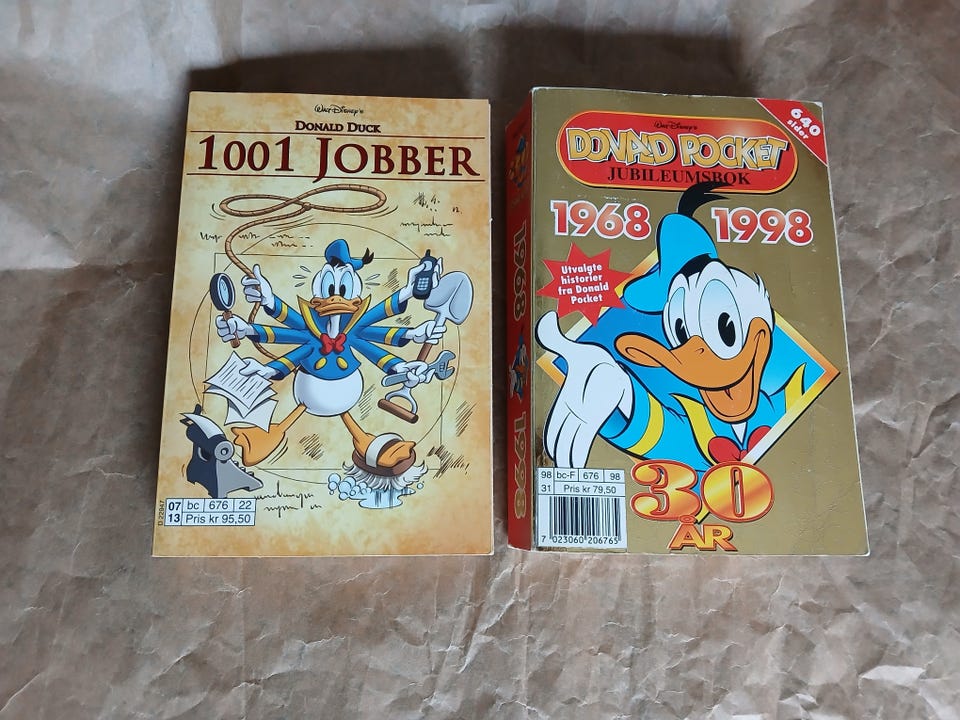 Walt Disney's
DONALD DUCK
1001 JOBBER
07 bc 676 22
13 Pris kr 95,50
D 22947
Walt Disney's
DONALD POCKET
JUBILEUMSBOK
640
sider
1968 1998
Utvalgte
historier
fra Donald
Pocket
98 bc-F 676 98
31 Pris kr 79,50
7 023060 206765
30
ÅR
1968 - 1998